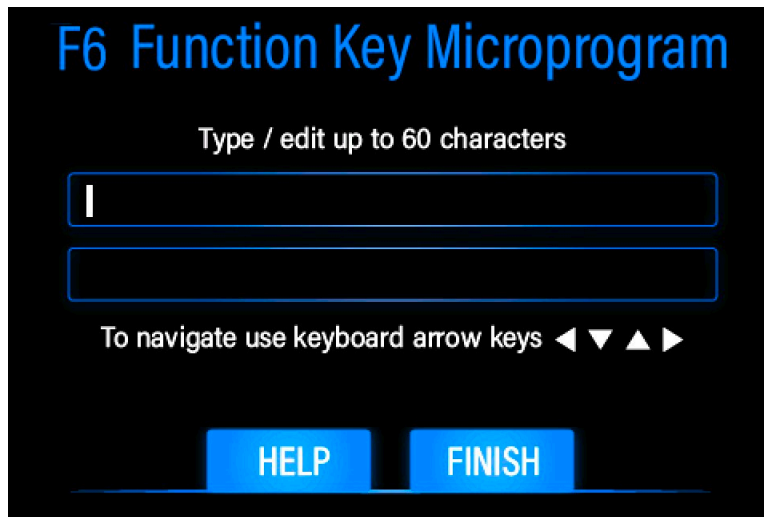 F6 Function Key Microprogram
Type / edit up to 60 characters
To navigate use keyboard arrow keys ◀ ▼ ▲ ▶
HELP FINISH